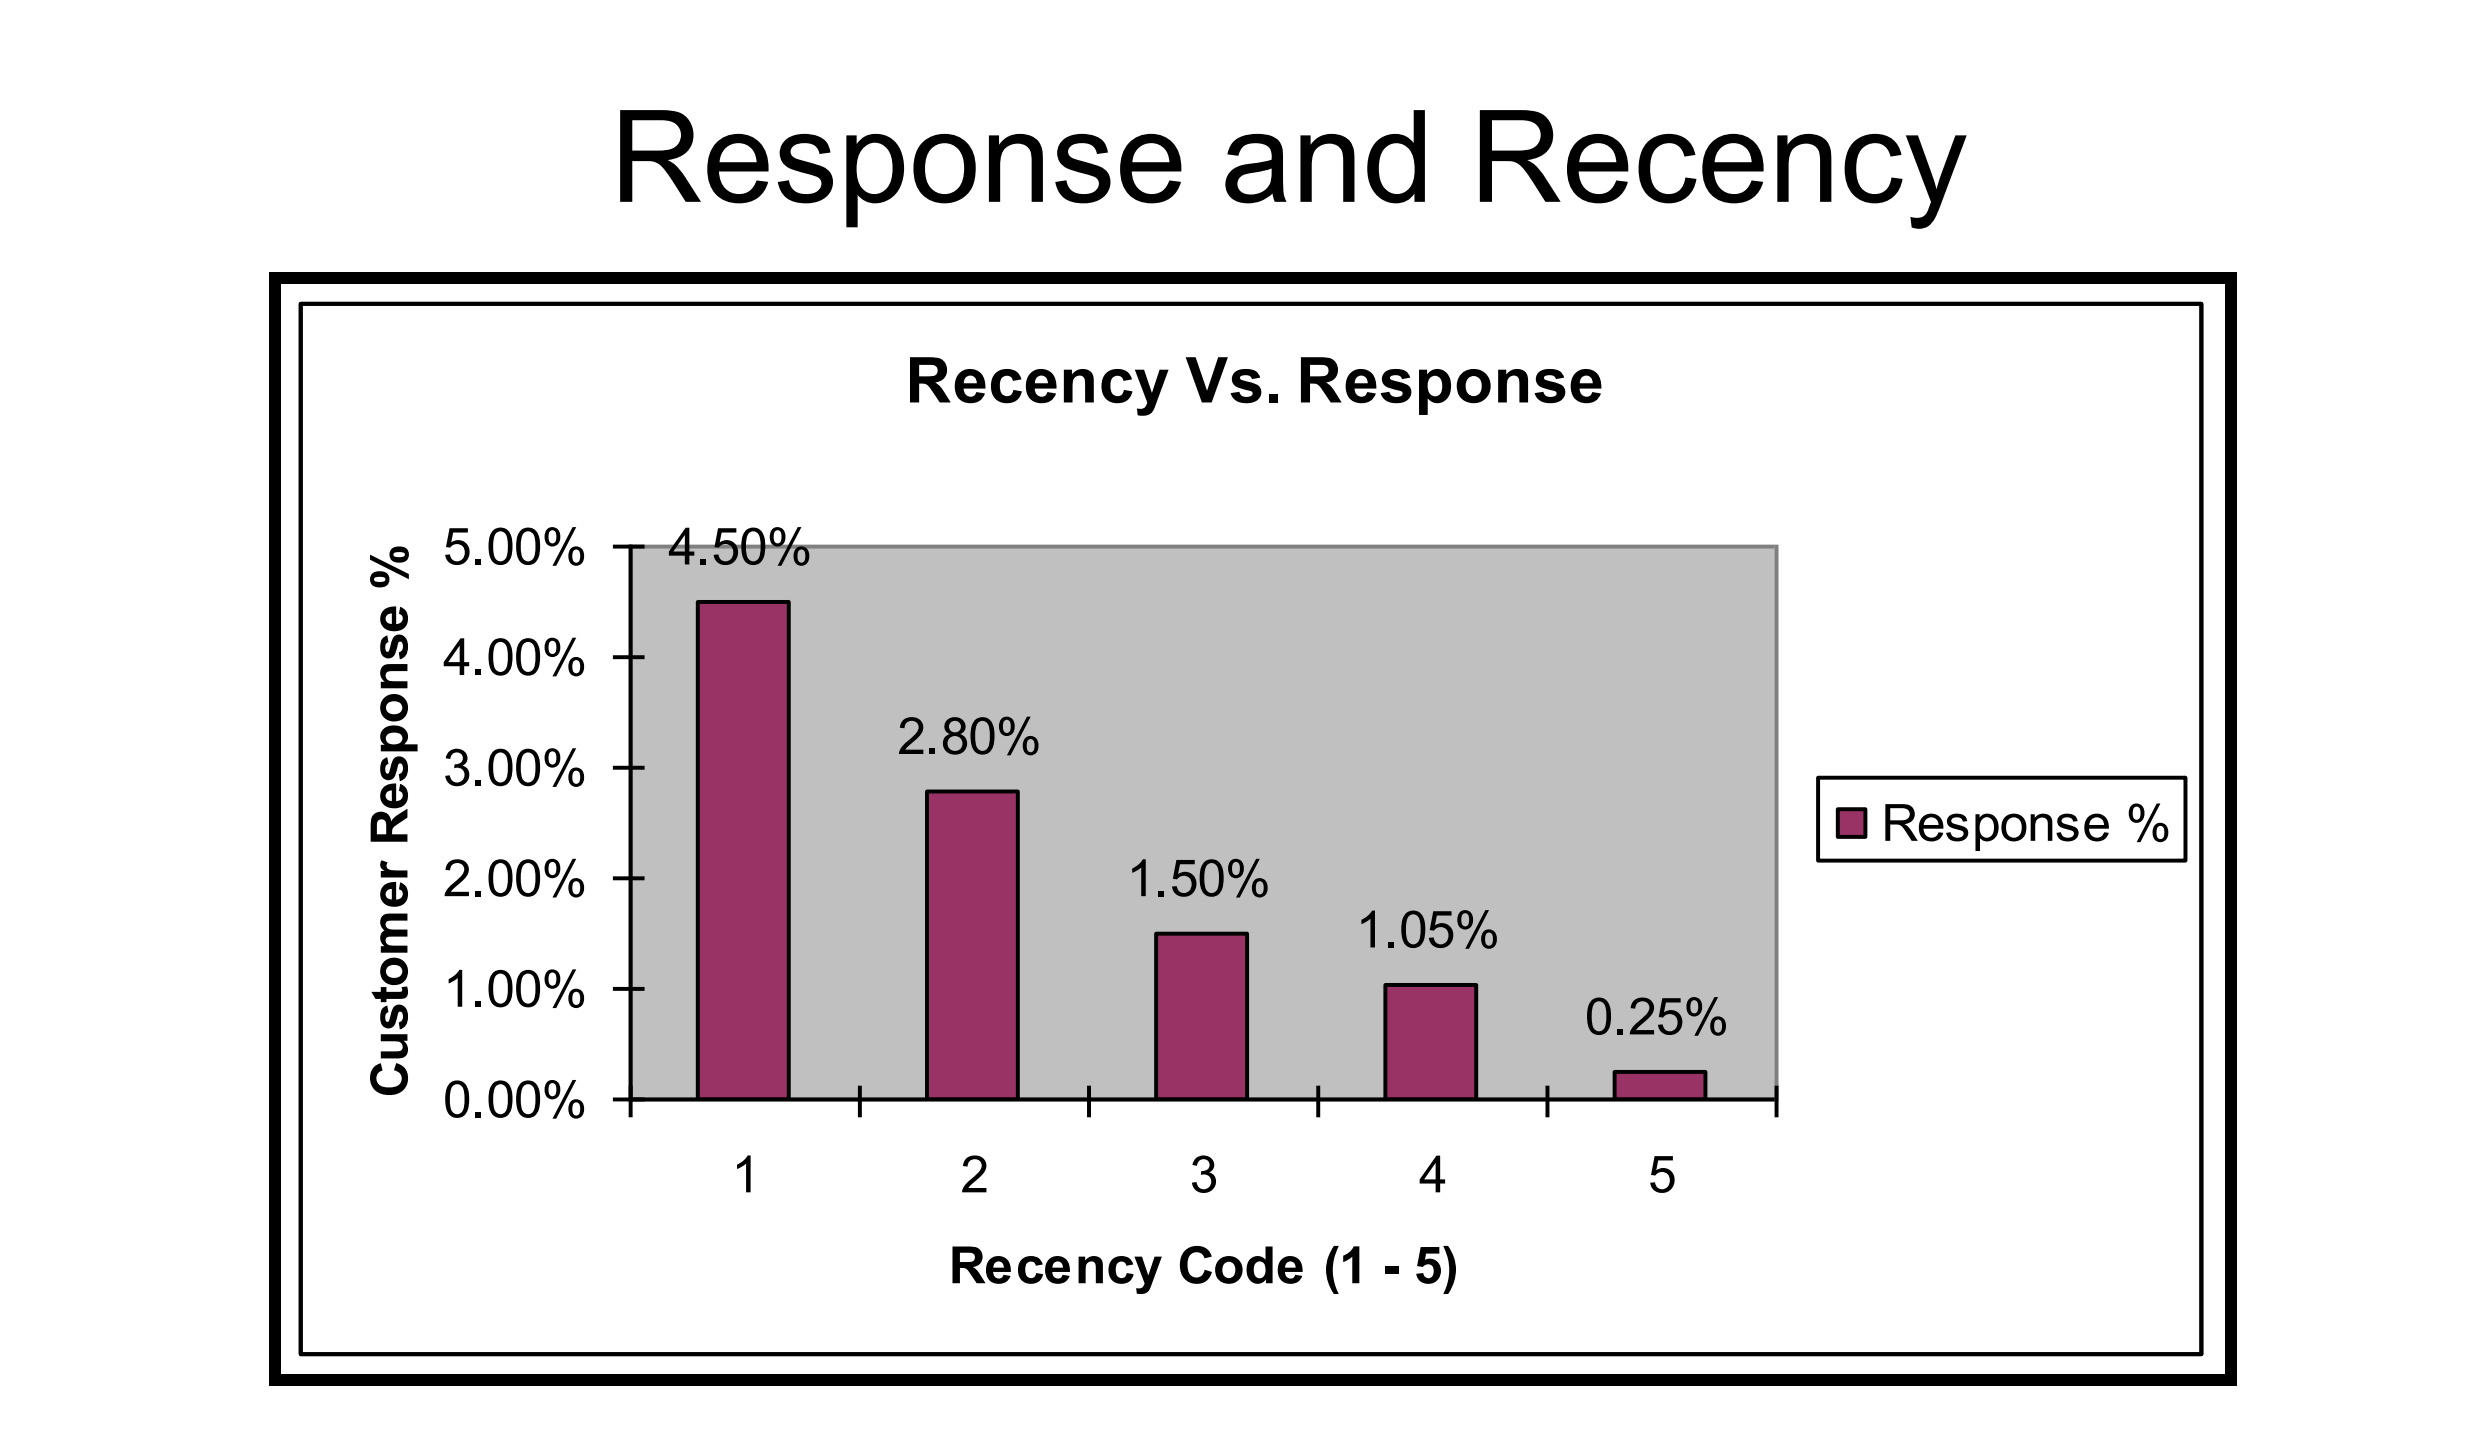 Response and Recency
Recency Vs. Response
Customer Response %
5.00%
4.00%
3.00%
2.00%
1.00%
0.00%
4.50%
2.80%
1.50%
1.05%
0.25%
1 2 3 4 5
Recency Code (1 - 5)
Response %